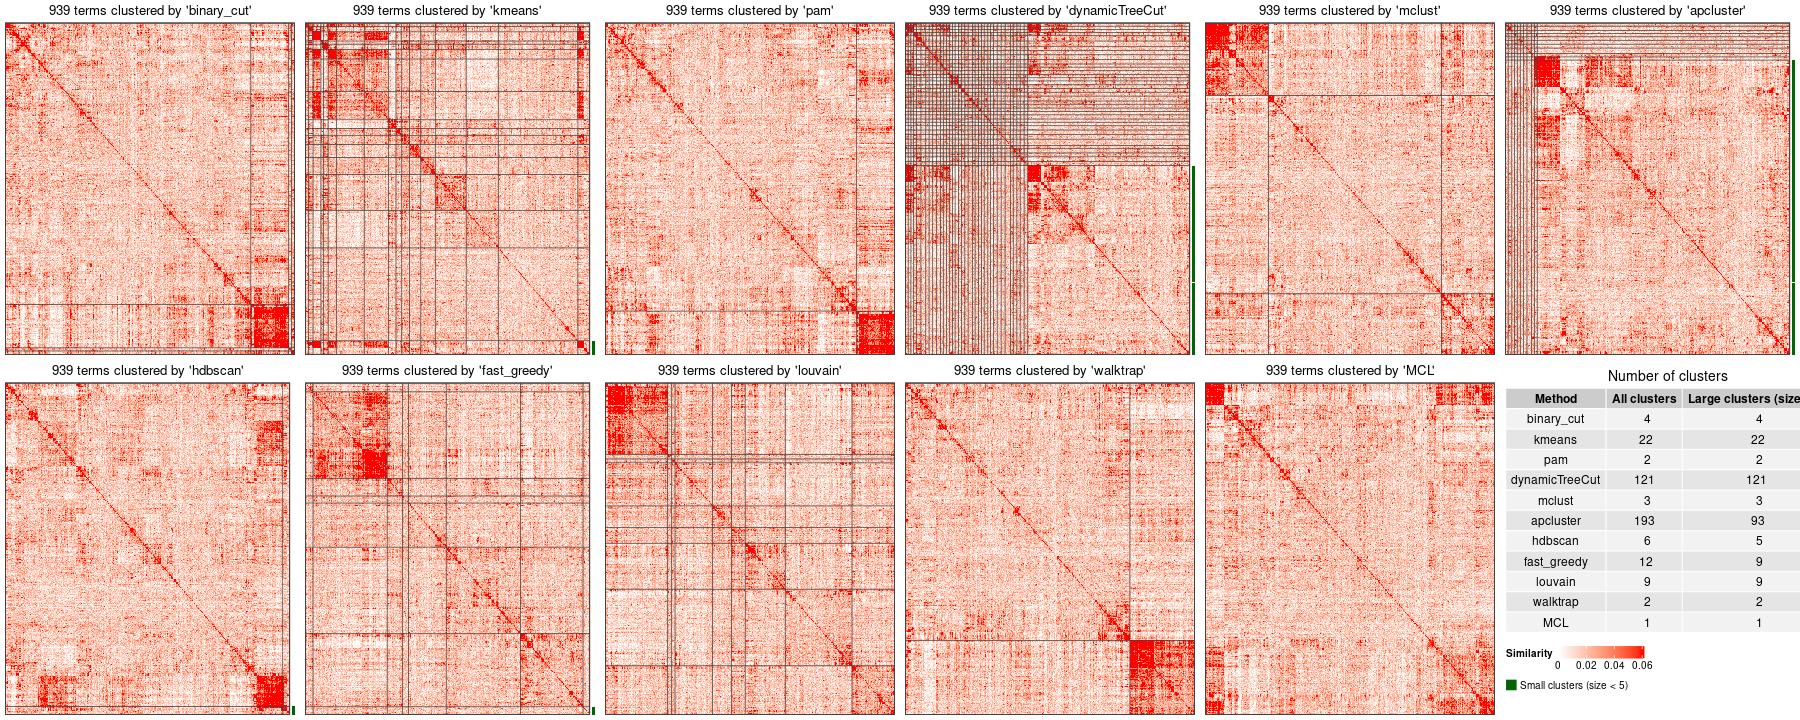 939 terms clustered by 'binary_cut'
939 terms clustered by 'kmeans'
939 terms clustered by 'pam'
939 terms clustered by 'dynamicTreeCut'
939 terms clustered by 'mclust'
939 terms clustered by 'apcluster'
939 terms clustered by 'hdbscan'
939 terms clustered by 'fast_greedy'
939 terms clustered by 'louvain'
939 terms clustered by 'walktrap'
939 terms clustered by 'MCL'
Number of clusters
Method All clusters Large clusters (size
binary_cut 4 4
kmeans 22 22
pam 2 2
dynamicTreeCut 121 121
mclust 3 3
apcluster 193 93
hdbscan 6 5
fast_greedy 12 9
louvain 9 9
walktrap 2 2
MCL 1 1
Similarity
0 0.02 0.04 0.06
Small clusters (size < 5)